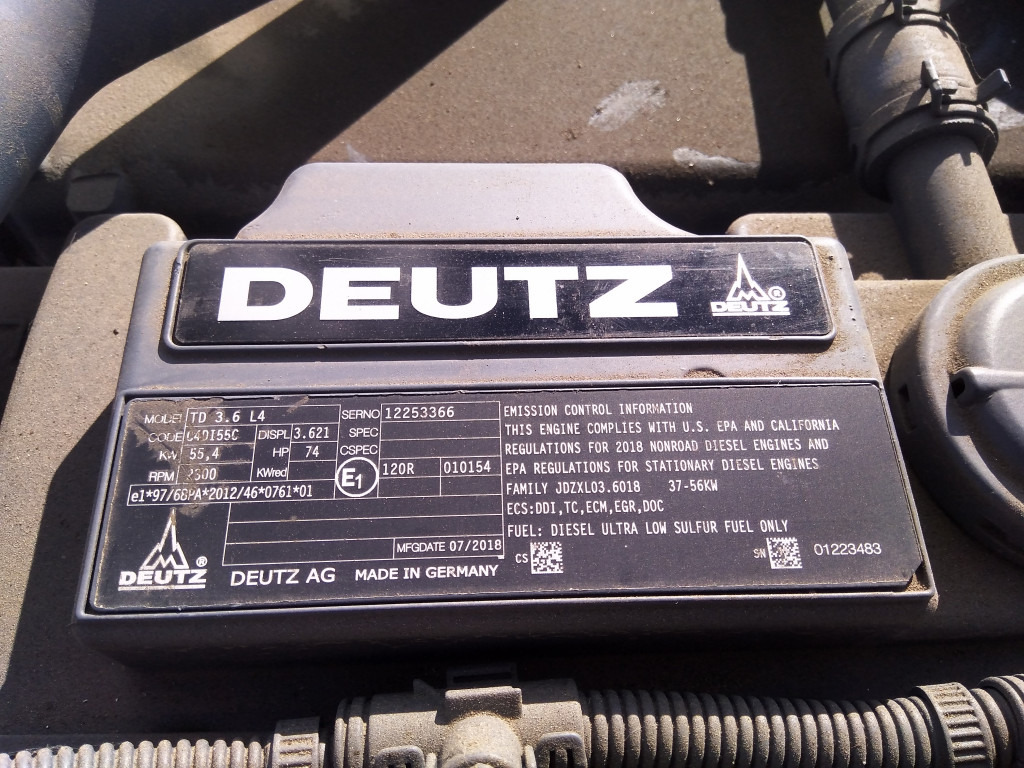 DEUTZ
DEUTZ ®
MODEL TD 3.6 L4 SERNO 12253366
CODE DISPL 3.621 SPEC
KW 55,4 HP 74 CSPEC
RPM KWred E1 120R 010154
e1*97/68PA*2012/46*0761*01
MFGDATE 07/2018
DEUTZ ®
DEUTZ AG MADE IN GERMANY
EMISSION CONTROL INFORMATION
THIS ENGINE COMPLIES WITH U.S. EPA AND CALIFORNIA
REGULATIONS FOR 2018 NONROAD DIESEL ENGINES AND
EPA REGULATIONS FOR STATIONARY DIESEL ENGINES
FAMILY JDZXL03.6018 37-56KW
ECS:DDI,TC,ECM,EGR,DOC
FUEL: DIESEL ULTRA LOW SULFUR FUEL ONLY
CS SN 01223483